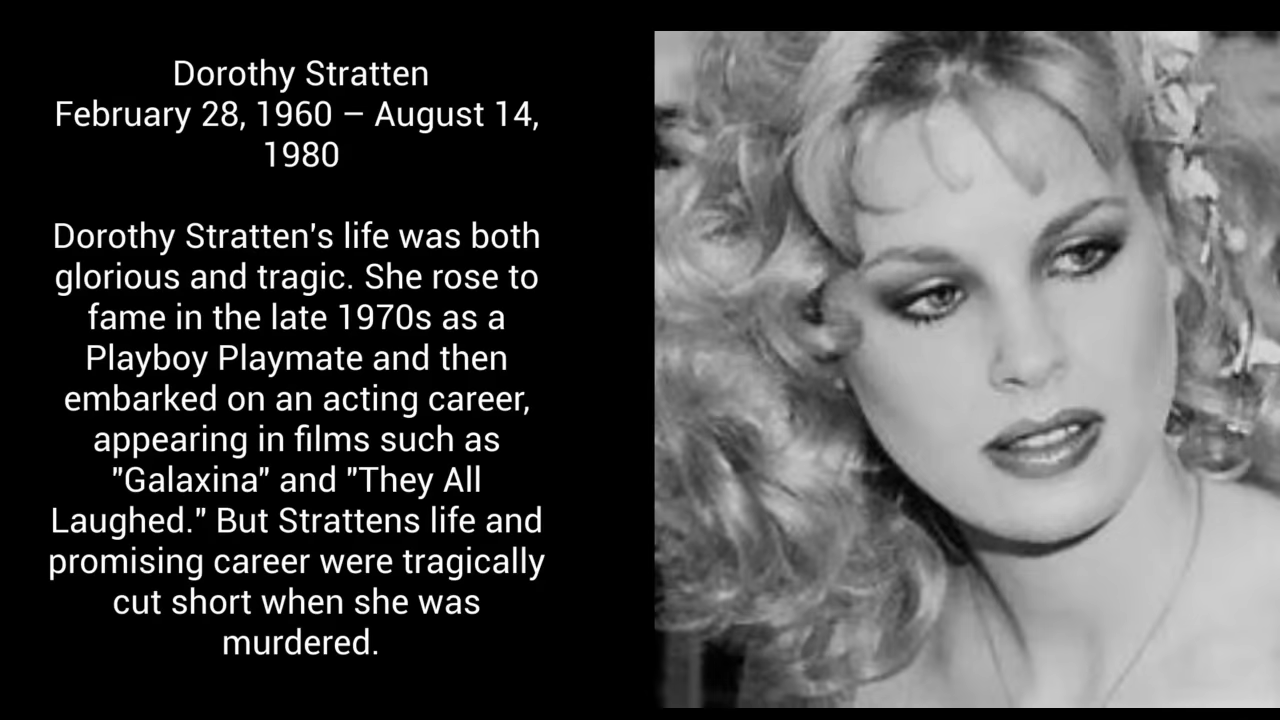 Dorothy Stratten
February 28, 1960 – August 14,
1980
Dorothy Stratten's life was both
glorious and tragic. She rose to
fame in the late 1970s as a
Playboy Playmate and then
embarked on an acting career,
appearing in films such as
"Galaxina" and "They All
Laughed." But Strattens life and
promising career were tragically
cut short when she was
murdered.